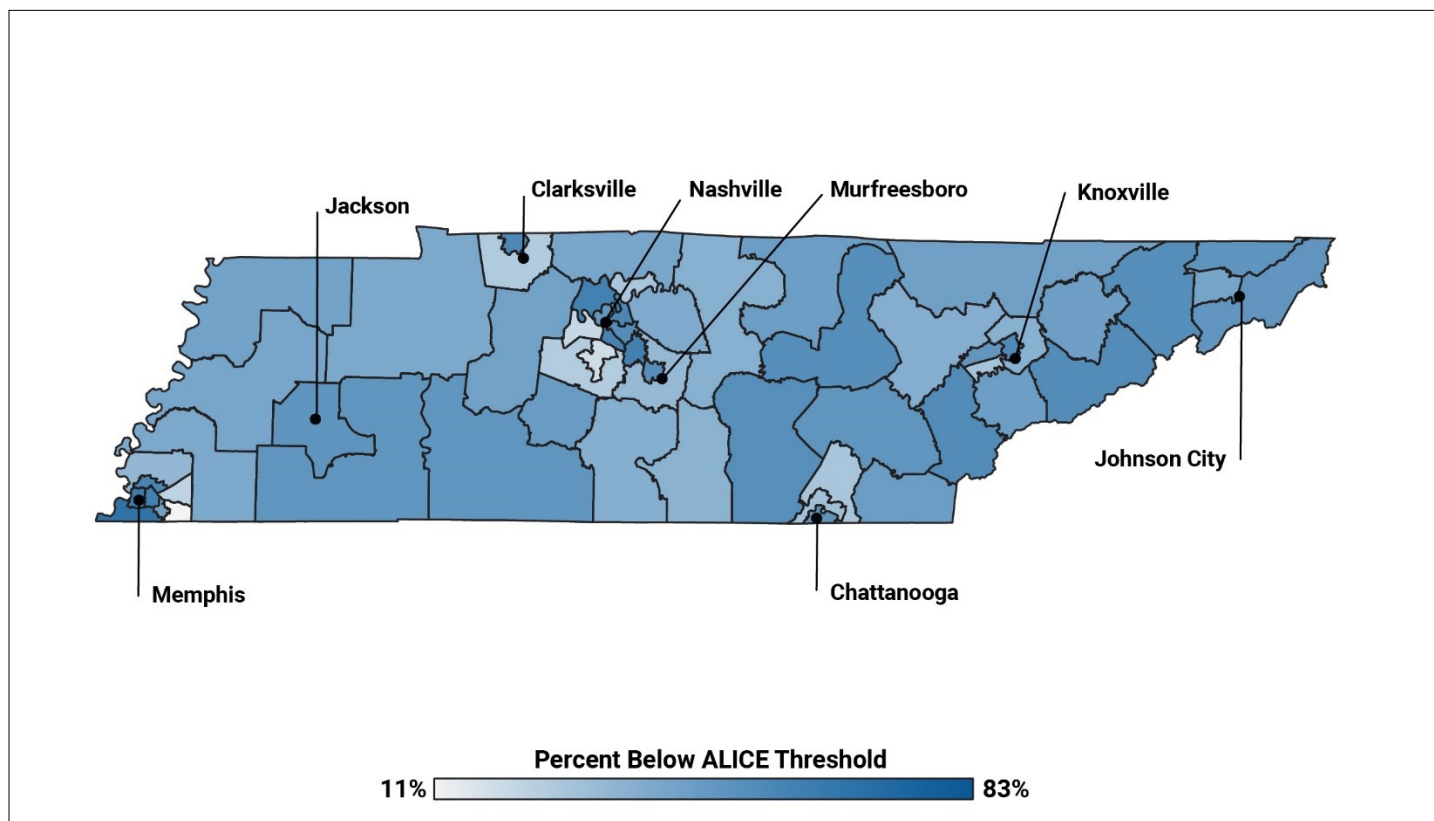 Clarksville
Nashville
Murfreesboro
Knoxville
Jackson
Johnson City
Memphis
Chattanooga
Percent Below ALICE Threshold
11%
83%